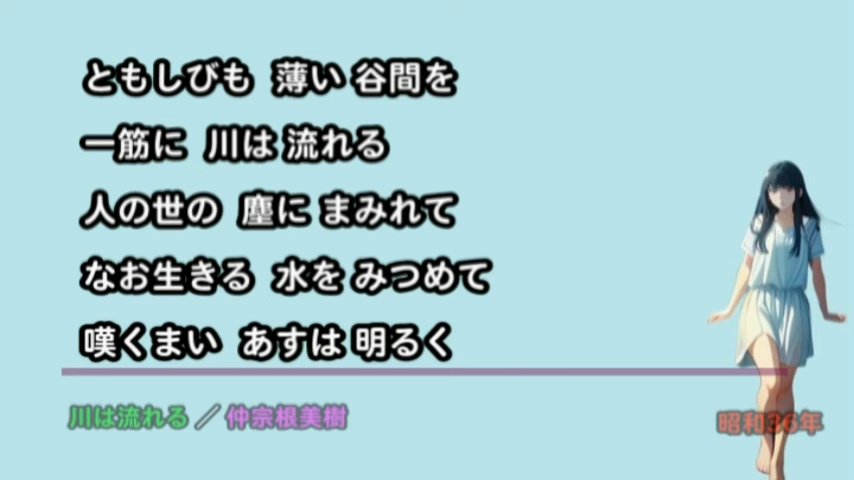 ともしびも 薄い 谷間を
一筋に 川は 流れる
人の世の 塵に まみれて
なお生きる 水を みつめて
嘆くまい あすは 明るく
川は流れる ／ 仲宗根美樹
昭和36年